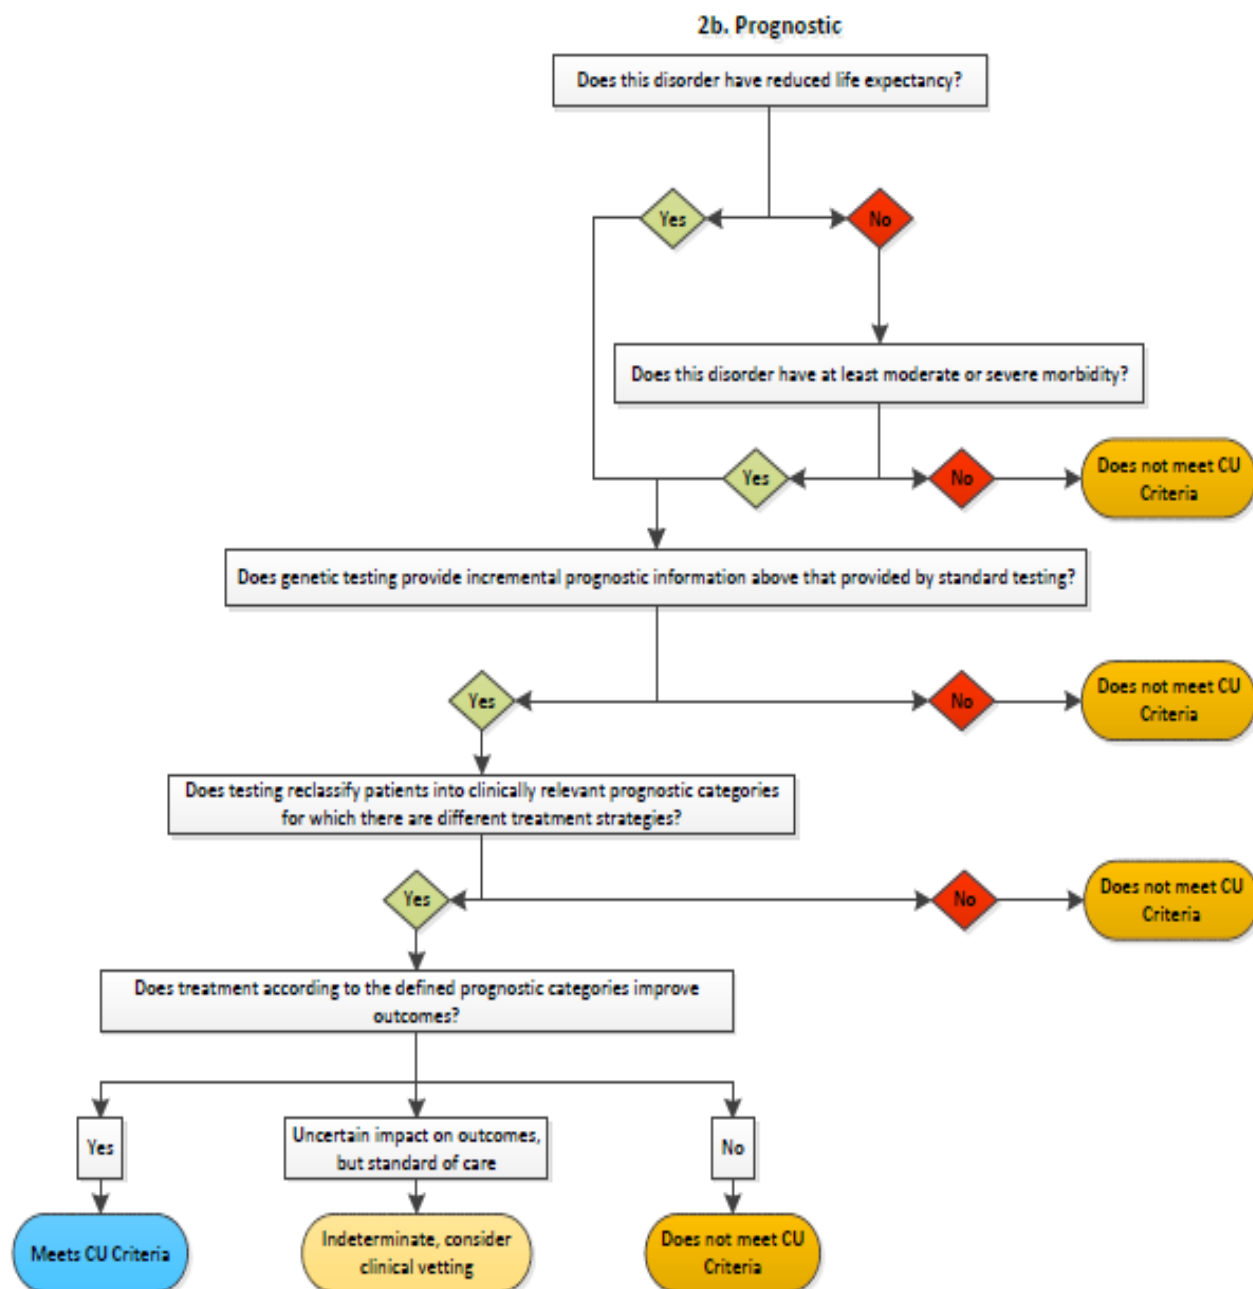 2b. Prognostic
Does this disorder have reduced life expectancy?
Yes
No
Does this disorder have at least moderate or severe morbidity?
Yes
No
Does not meet CU
Criteria
Does genetic testing provide incremental prognostic information above that provided by standard testing?
Yes
No
Does not meet CU
Criteria
Does testing reclassify patients into clinically relevant prognostic categories
for which there are different treatment strategies?
Yes
No
Does not meet CU
Criteria
Does treatment according to the defined prognostic categories improve
outcomes?
Yes
Uncertain impact on outcomes,
but standard of care
No
Meets CU Criteria
Indeterminate, consider
clinical vetting
Does not meet CU
Criteria